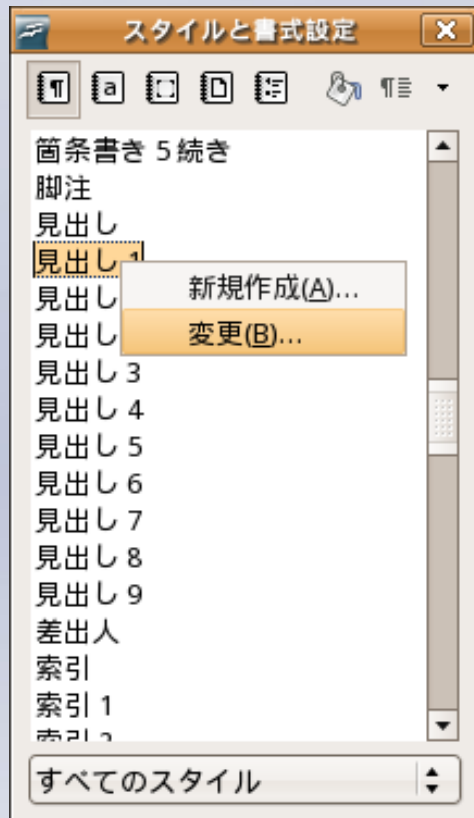 スタイルと書式設定
箇条書き 5 続き
脚注
見出し
見出し 1
新規作成(A)...
見出し
変更(B)...
見出し
見出し 3
見出し 4
見出し 5
見出し 6
見出し 7
見出し 8
見出し 9
差出人
索引
索引 1
索引 2
すべてのスタイル